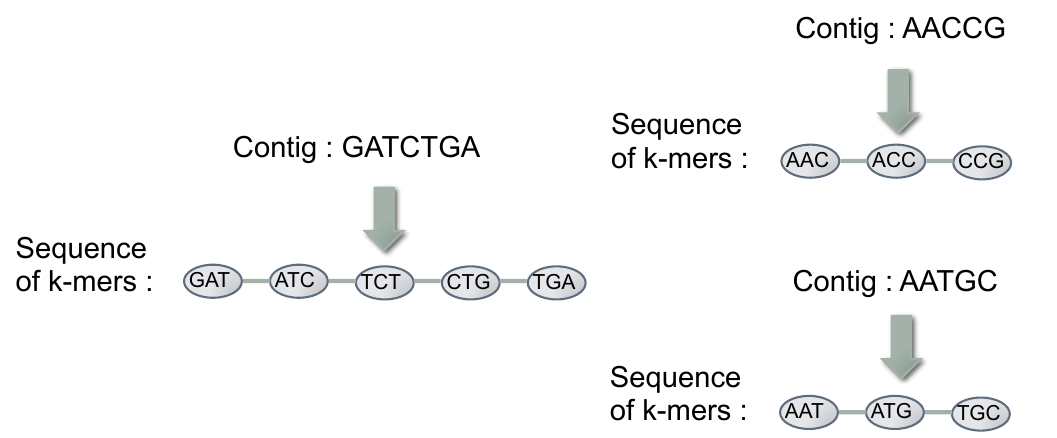 Contig : GATCTGA
Sequence
of k-mers :
GAT ATC TCT CTG TGA
Contig : AACCG
Sequence
of k-mers :
AAC ACC CCG
Contig : AATGC
Sequence
of k-mers :
AAT ATG TGC